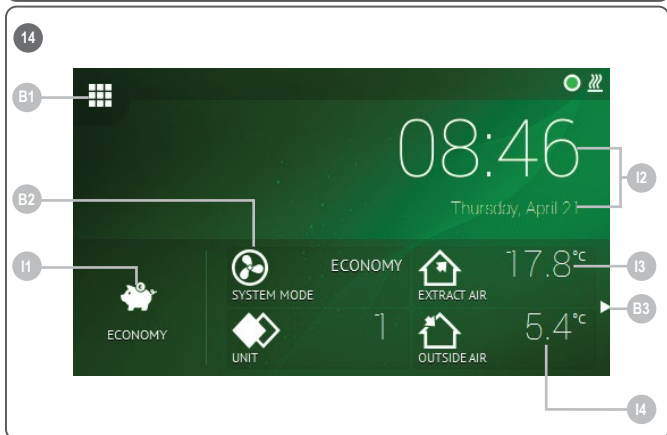 14
B1
08:46
I2
Thursday, April 21
B2
I1
ECONOMY
SYSTEM MODE
ECONOMY
EXTRACT AIR
17.8°C
I3
B3
UNIT
1
OUTSIDE AIR
5.4°C
I4